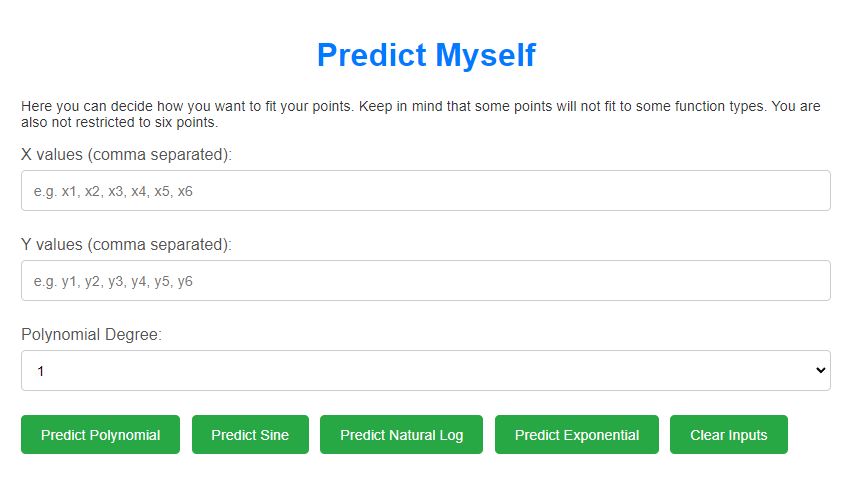 Predict Myself
Here you can decide how you want to fit your points. Keep in mind that some points will not fit to some function types. You are
also not restricted to six points.
X values (comma separated):
e.g. x1, x2, x3, x4, x5, x6
Y values (comma separated):
e.g. y1, y2, y3, y4, y5, y6
Polynomial Degree:
1
Predict Polynomial Predict Sine Predict Natural Log Predict Exponential Clear Inputs